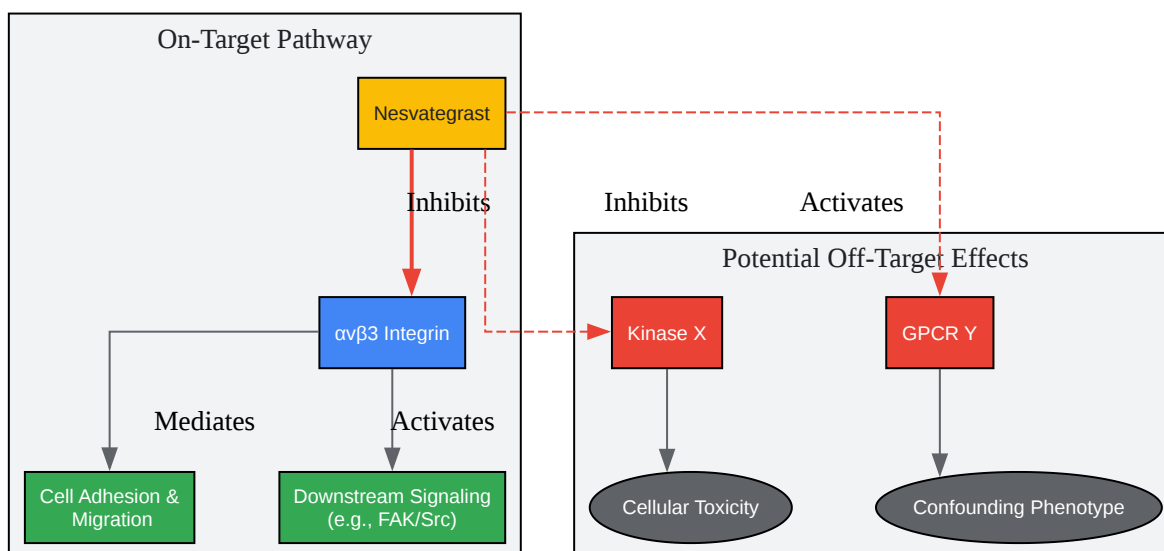 On-Target Pathway
Nesvategrast
Inhibits
Inhibits
Activates
Potential Off-Target Effects
αvβ3 Integrin
Kinase X
GPCR Y
Mediates
Activates
Cell Adhesion &
Migration
Downstream Signaling
(e.g., FAK/Src)
Cellular Toxicity
Confounding Phenotype